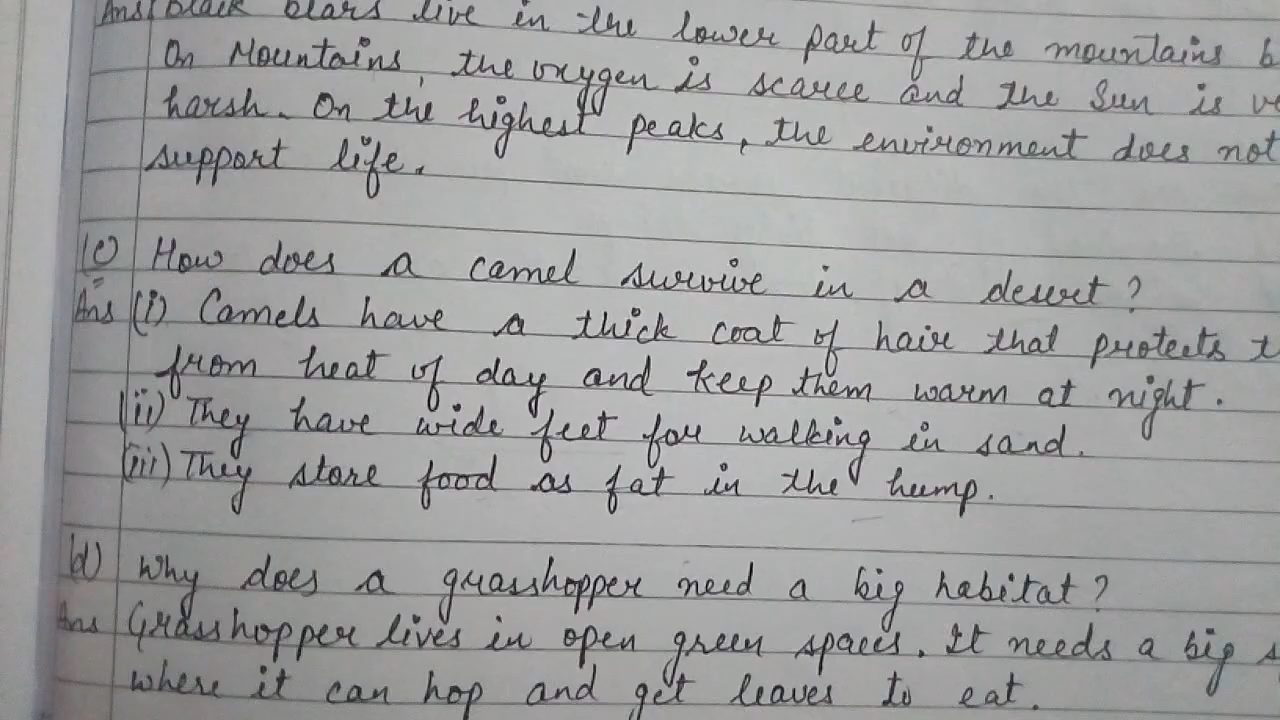 Ans black bears live in the lower part of the mountains
On Mountains, the oxygen is scarce and the Sun is
harsh. On the highest peaks, the environment does not
support life.
(c) How does a camel survive in a desert?
Ans (i) Camels have a thick coat of hair that protects
from heat of day and keep them warm at night.
(ii) They have wide feet for walking in sand.
(iii) They store food as fat in the hump.
d) Why does a grasshopper need a big habitat?
Ans Grasshopper lives in open green spaces. It needs a big
where it can hop and get leaves to eat.